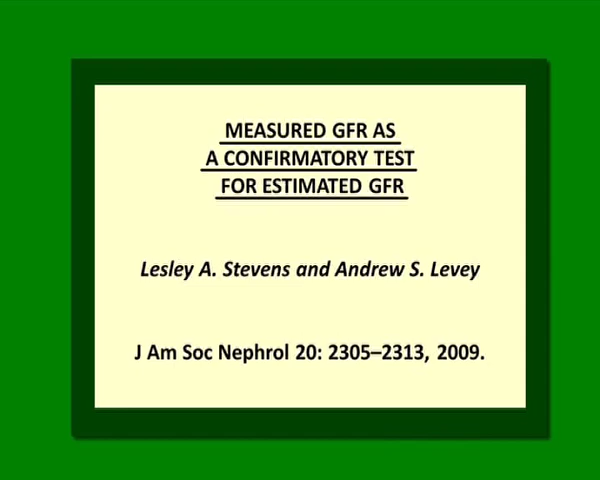 MEASURED GFR AS
A CONFIRMATORY TEST
FOR ESTIMATED GFR
Lesley A. Stevens and Andrew S. Levey
J Am Soc Nephrol 20: 2305–2313, 2009.